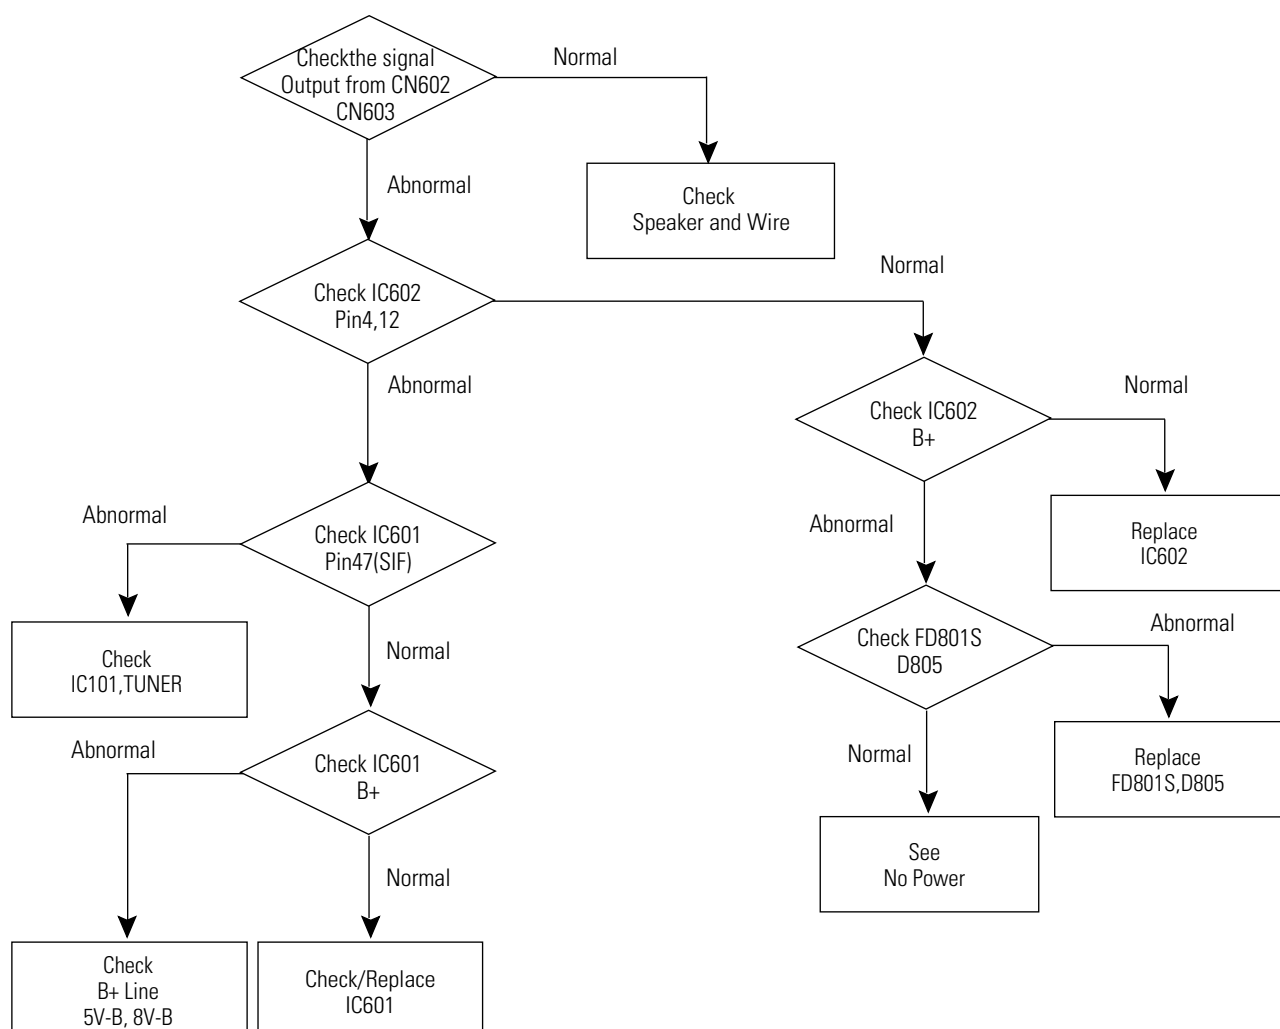 Checkthe signal
Output from CN602
CN603
Normal
Abnormal
Check
Speaker and Wire
Normal
Check IC602
Pin4,12
Abnormal
Check IC602
B+
Normal
Abnormal
Check IC601
Pin47(SIF)
Abnormal
Replace
IC602
Check
IC101,TUNER
Normal
Check FD801S
D805
Abnormal
Abnormal
Check IC601
B+
Normal
Replace
FD801S,D805
See
No Power
Normal
Check
B+ Line
5V-B, 8V-B
Check/Replace
IC601